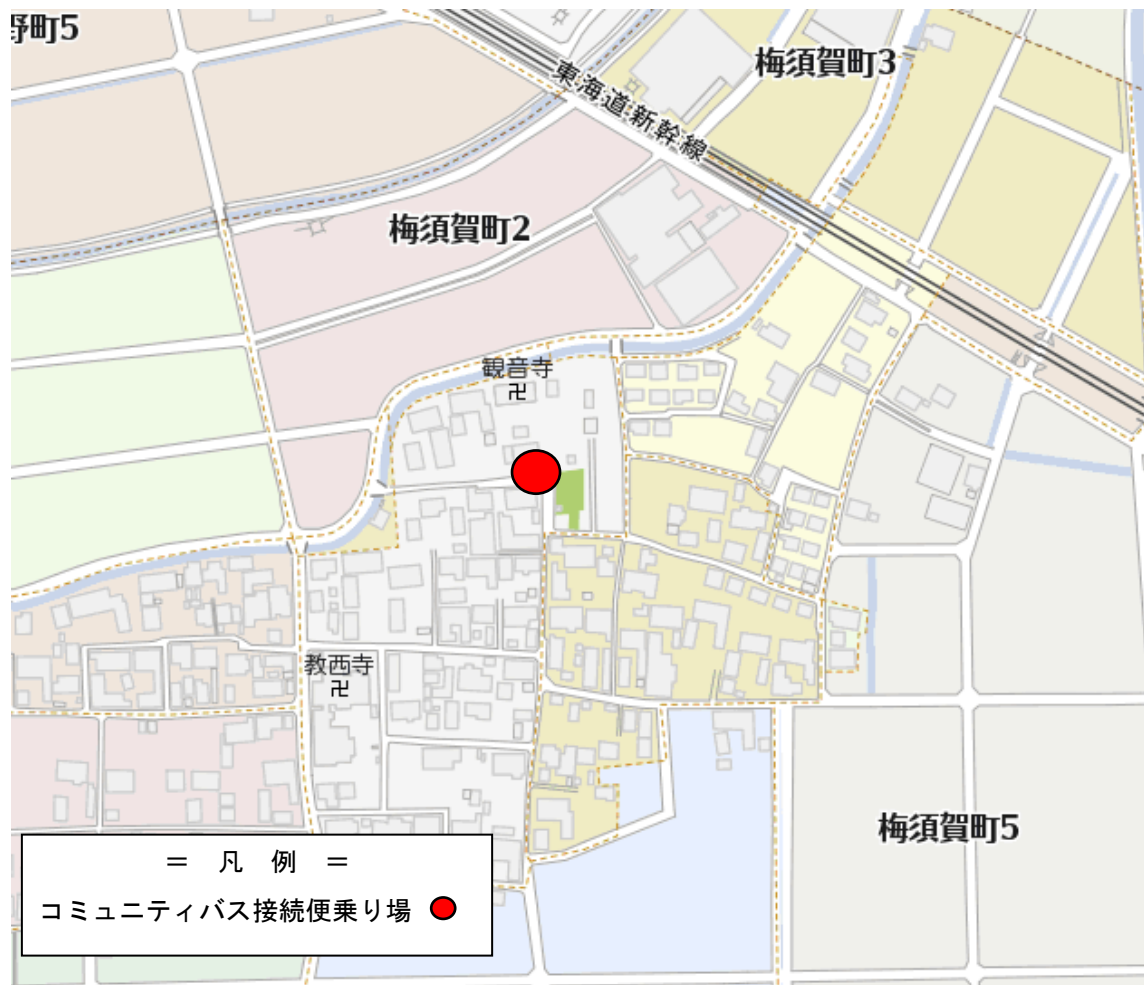 野町5
梅須賀町3
東海道新幹線
梅須賀町2
観音寺
卍
教西寺
卍
梅須賀町5
＝ 凡 例 ＝
コミュニティバス接続便乗り場